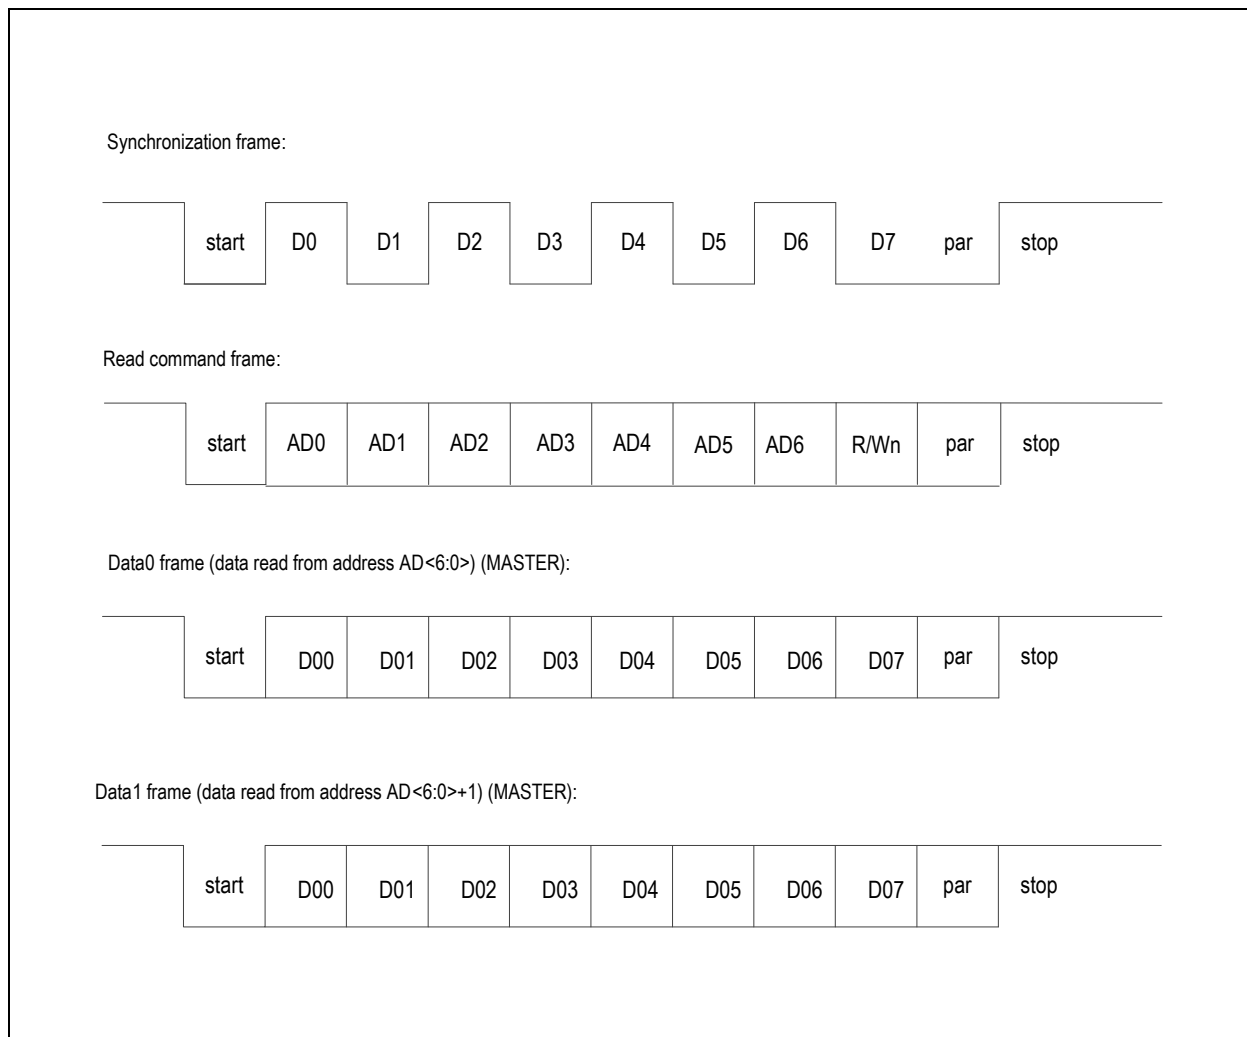 Synchronization frame:
start D0 D1 D2 D3 D4 D5 D6 D7 par stop
Read command frame:
start AD0 AD1 AD2 AD3 AD4 AD5 AD6 R/Wn par stop
Data0 frame (data read from address AD<6:0>) (MASTER):
start D00 D01 D02 D03 D04 D05 D06 D07 par stop
Data1 frame (data read from address AD<6:0>+1) (MASTER):
start D00 D01 D02 D03 D04 D05 D06 D07 par stop